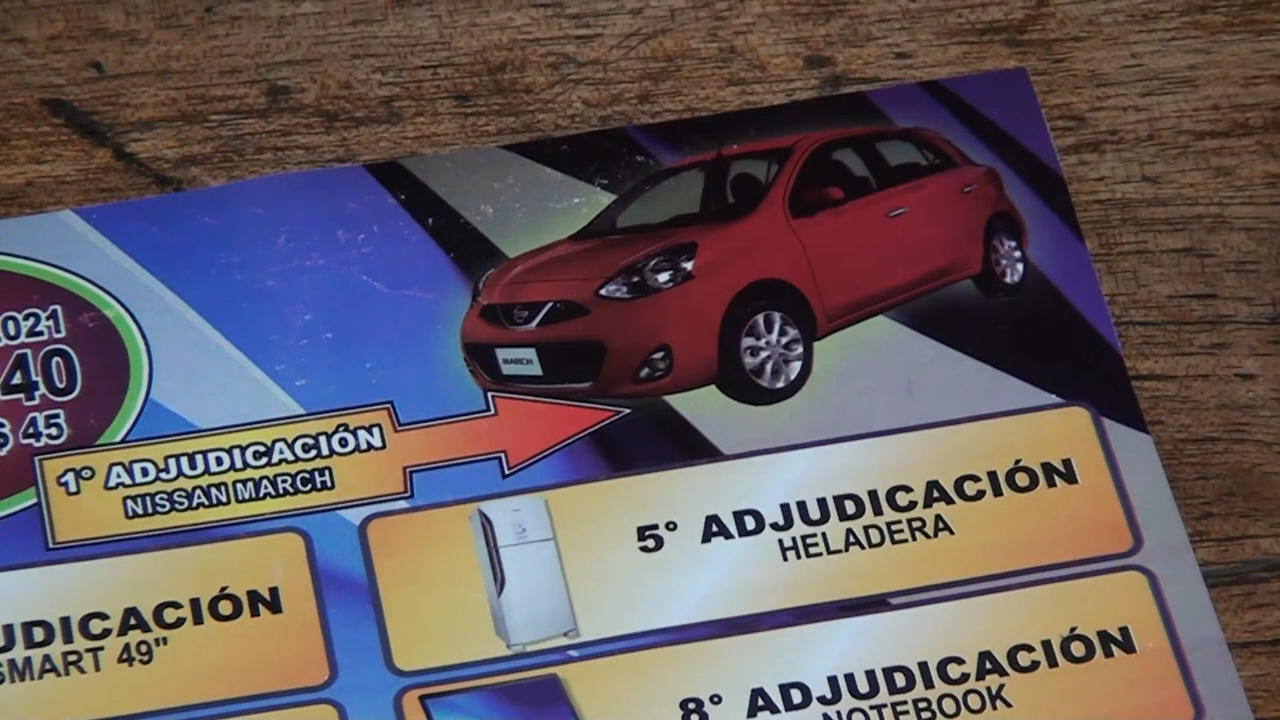 2021
40
$ 45
1° ADJUDICACIÓN
NISSAN MARCH
MARCH
5° ADJUDICACIÓN
HELADERA
UDICACIÓN
SMART 49"
8° ADJUDICACIÓN
NOTEBOOK